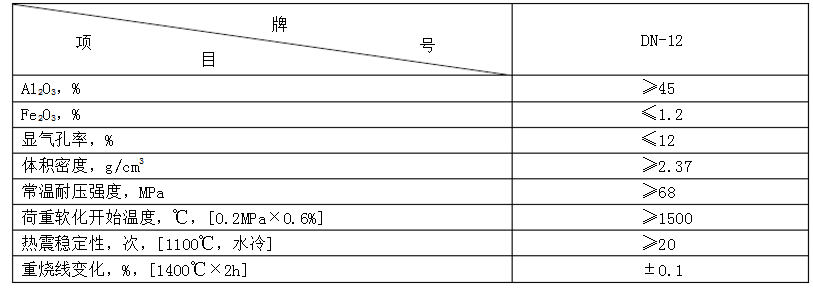 牌
项 号 DN-12
目
Al₂O₃, % ≥45
Fe₂O₃, % ≤1.2
显气孔率, % ≤12
体积密度, g/cm³ ≥2.37
常温耐压强度, MPa ≥68
荷重软化开始温度, ℃, [0.2MPa×0.6%] ≥1500
热震稳定性, 次, [1100℃, 水冷] ≥20
重烧线变化, %, [1400℃×2h] ±0.1